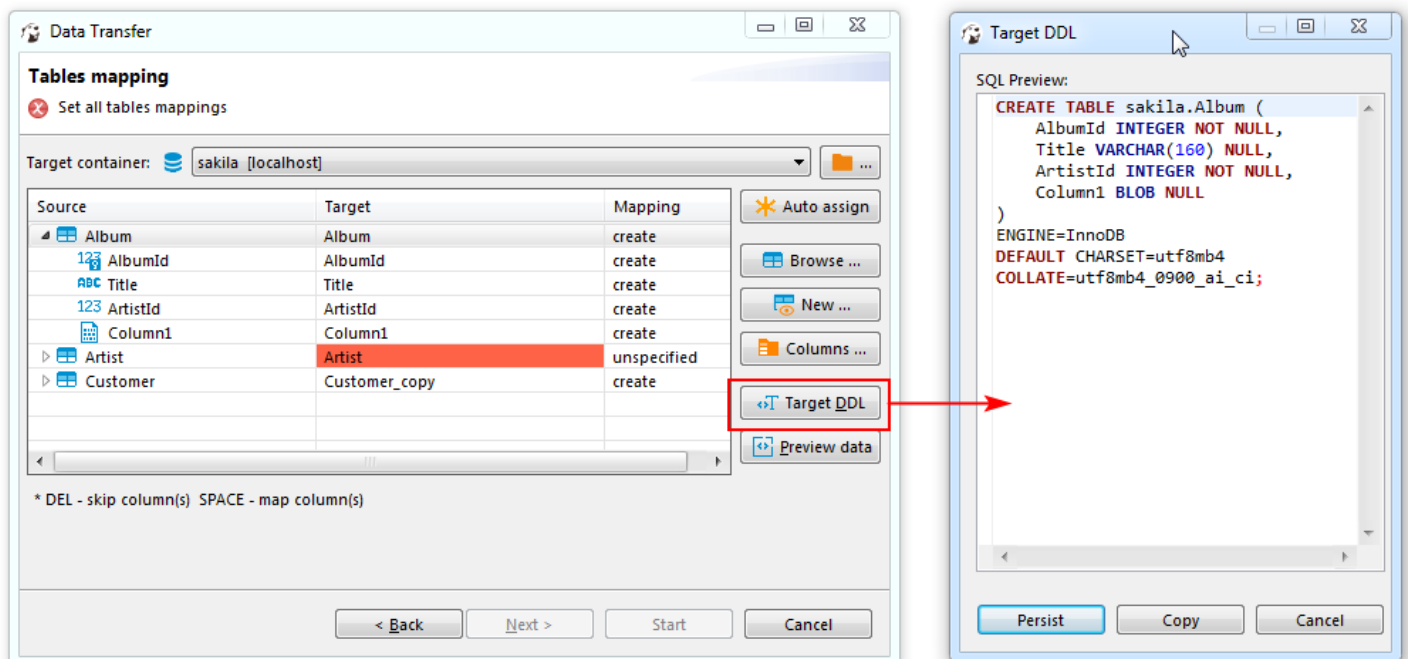 Data Transfer
Tables mapping
Set all tables mappings
Target container: sakila [localhost] ...
Source Target Mapping
Album Album create
123 AlbumId AlbumId create
ABC Title Title create
123 ArtistId ArtistId create
Column1 Column1 create
Artist Artist unspecified
Customer Customer_copy create
Auto assign
Browse ...
New ...
Columns ...
Target DDL
Preview data
* DEL - skip column(s) SPACE - map column(s)
< Back Next > Start Cancel
Target DDL
SQL Preview:
CREATE TABLE sakila.Album (
AlbumId INTEGER NOT NULL,
Title VARCHAR(160) NULL,
ArtistId INTEGER NOT NULL,
Column1 BLOB NULL
)
ENGINE=InnoDB
DEFAULT CHARSET=utf8mb4
COLLATE=utf8mb4_0900_ai_ci;
Persist Copy Cancel